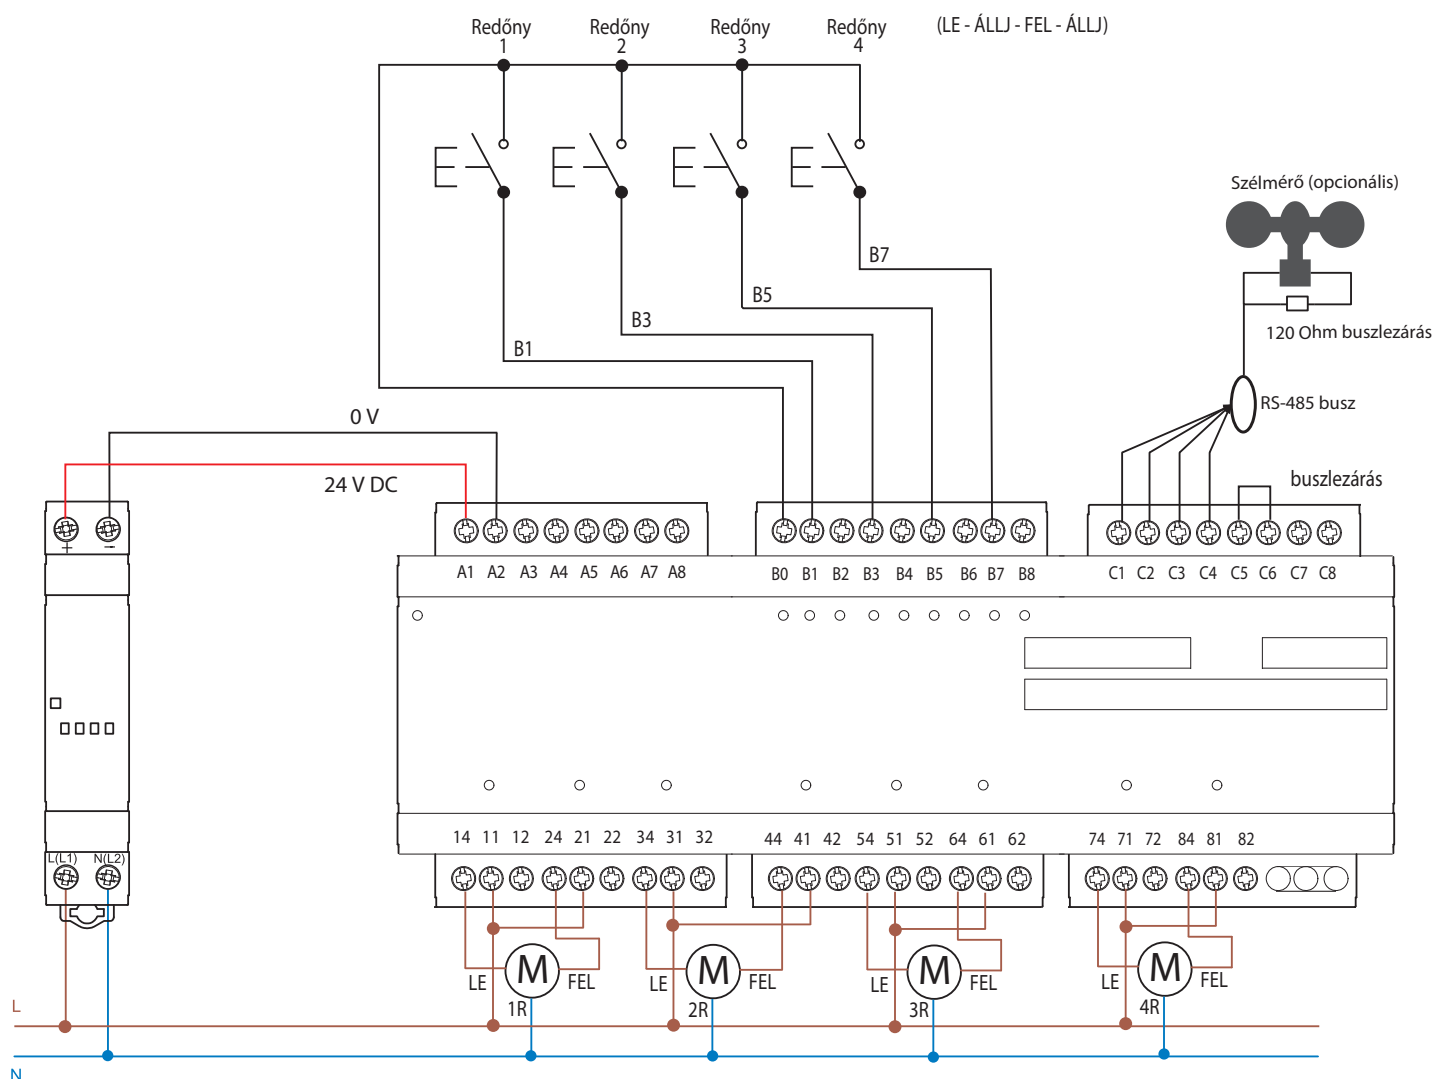 Redőny 1
Redőny 2
Redőny 3
Redőny 4
(LE - ÁLLJ - FEL - ÁLLJ)
Szélmérő (opcionális)
120 Ohm buszlezárás
RS-485 busz
buszlezárás
B7
B5
B3
B1
0 V
24 V DC
+ –
A1 A2 A3 A4 A5 A6 A7 A8
B0 B1 B2 B3 B4 B5 B6 B7 B8
C1 C2 C3 C4 C5 C6 C7 C8
14 11 12 24 21 22 34 31 32
44 41 42 54 51 52 64 61 62
74 71 72 84 81 82
L(L1) N(L2)
LE M FEL
1R
LE M FEL
2R
LE M FEL
3R
LE M FEL
4R
L
N